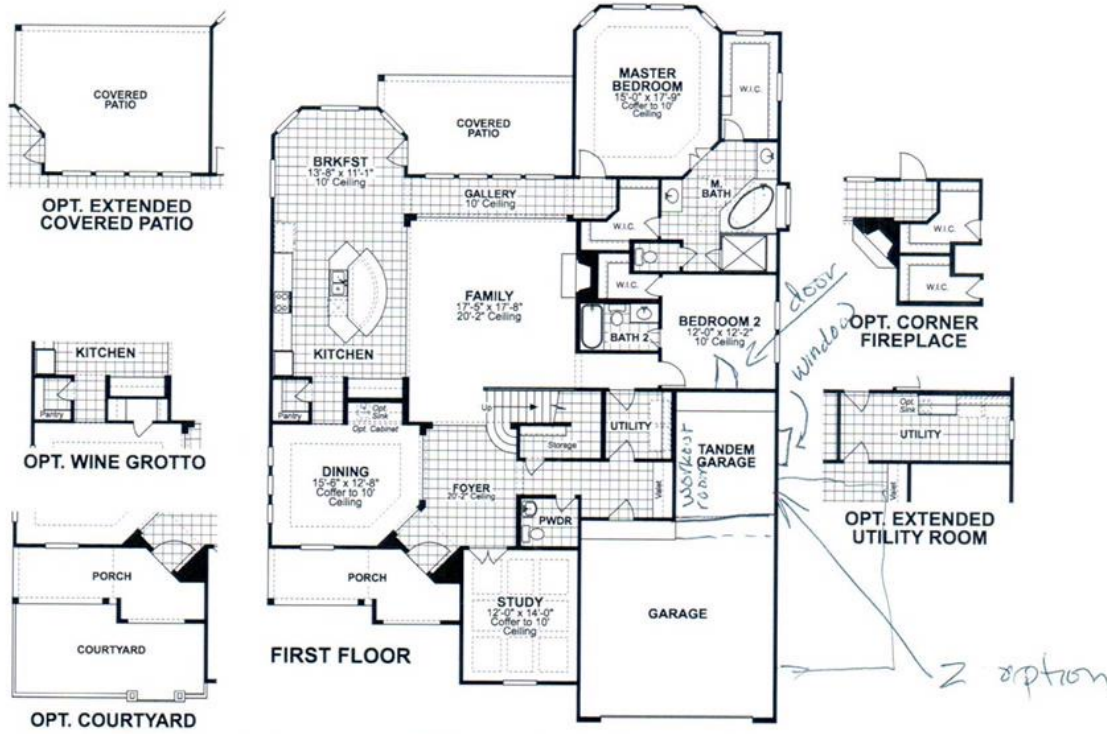 COVERED
PATIO
OPT. EXTENDED
COVERED PATIO
KITCHEN
Pantry
OPT. WINE GROTTO
PORCH
COURTYARD
OPT. COURTYARD
MASTER
BEDROOM
15'-0" x 17'-9"
Coffer to 10'
Ceiling
W.I.C.
COVERED
PATIO
BRKFST
13'-8" x 11'-1"
10' Ceiling
GALLERY
10' Ceiling
M.
BATH
W.I.C.
FAMILY
17'-5" x 17'-8"
20'-2" Ceiling
W.I.C.
BATH 2
BEDROOM 2
12'-0" x 12'-2"
10' Ceiling
KITCHEN
Pantry
Opt.
Sink
Opt. Cabinet
Up
Storage
UTILITY
TANDEM
GARAGE
workout
room
Valet
DINING
15'-6" x 12'-8"
Coffer to 10'
Ceiling
FOYER
20'-2" Ceiling
PWDR
PORCH
STUDY
12'-0" x 14'-0"
Coffer to 10'
Ceiling
GARAGE
FIRST FLOOR
door
window
W.I.C.
W.I.C.
OPT. CORNER
FIREPLACE
Opt.
Sink
UTILITY
Valet
OPT. EXTENDED
UTILITY ROOM
2 option